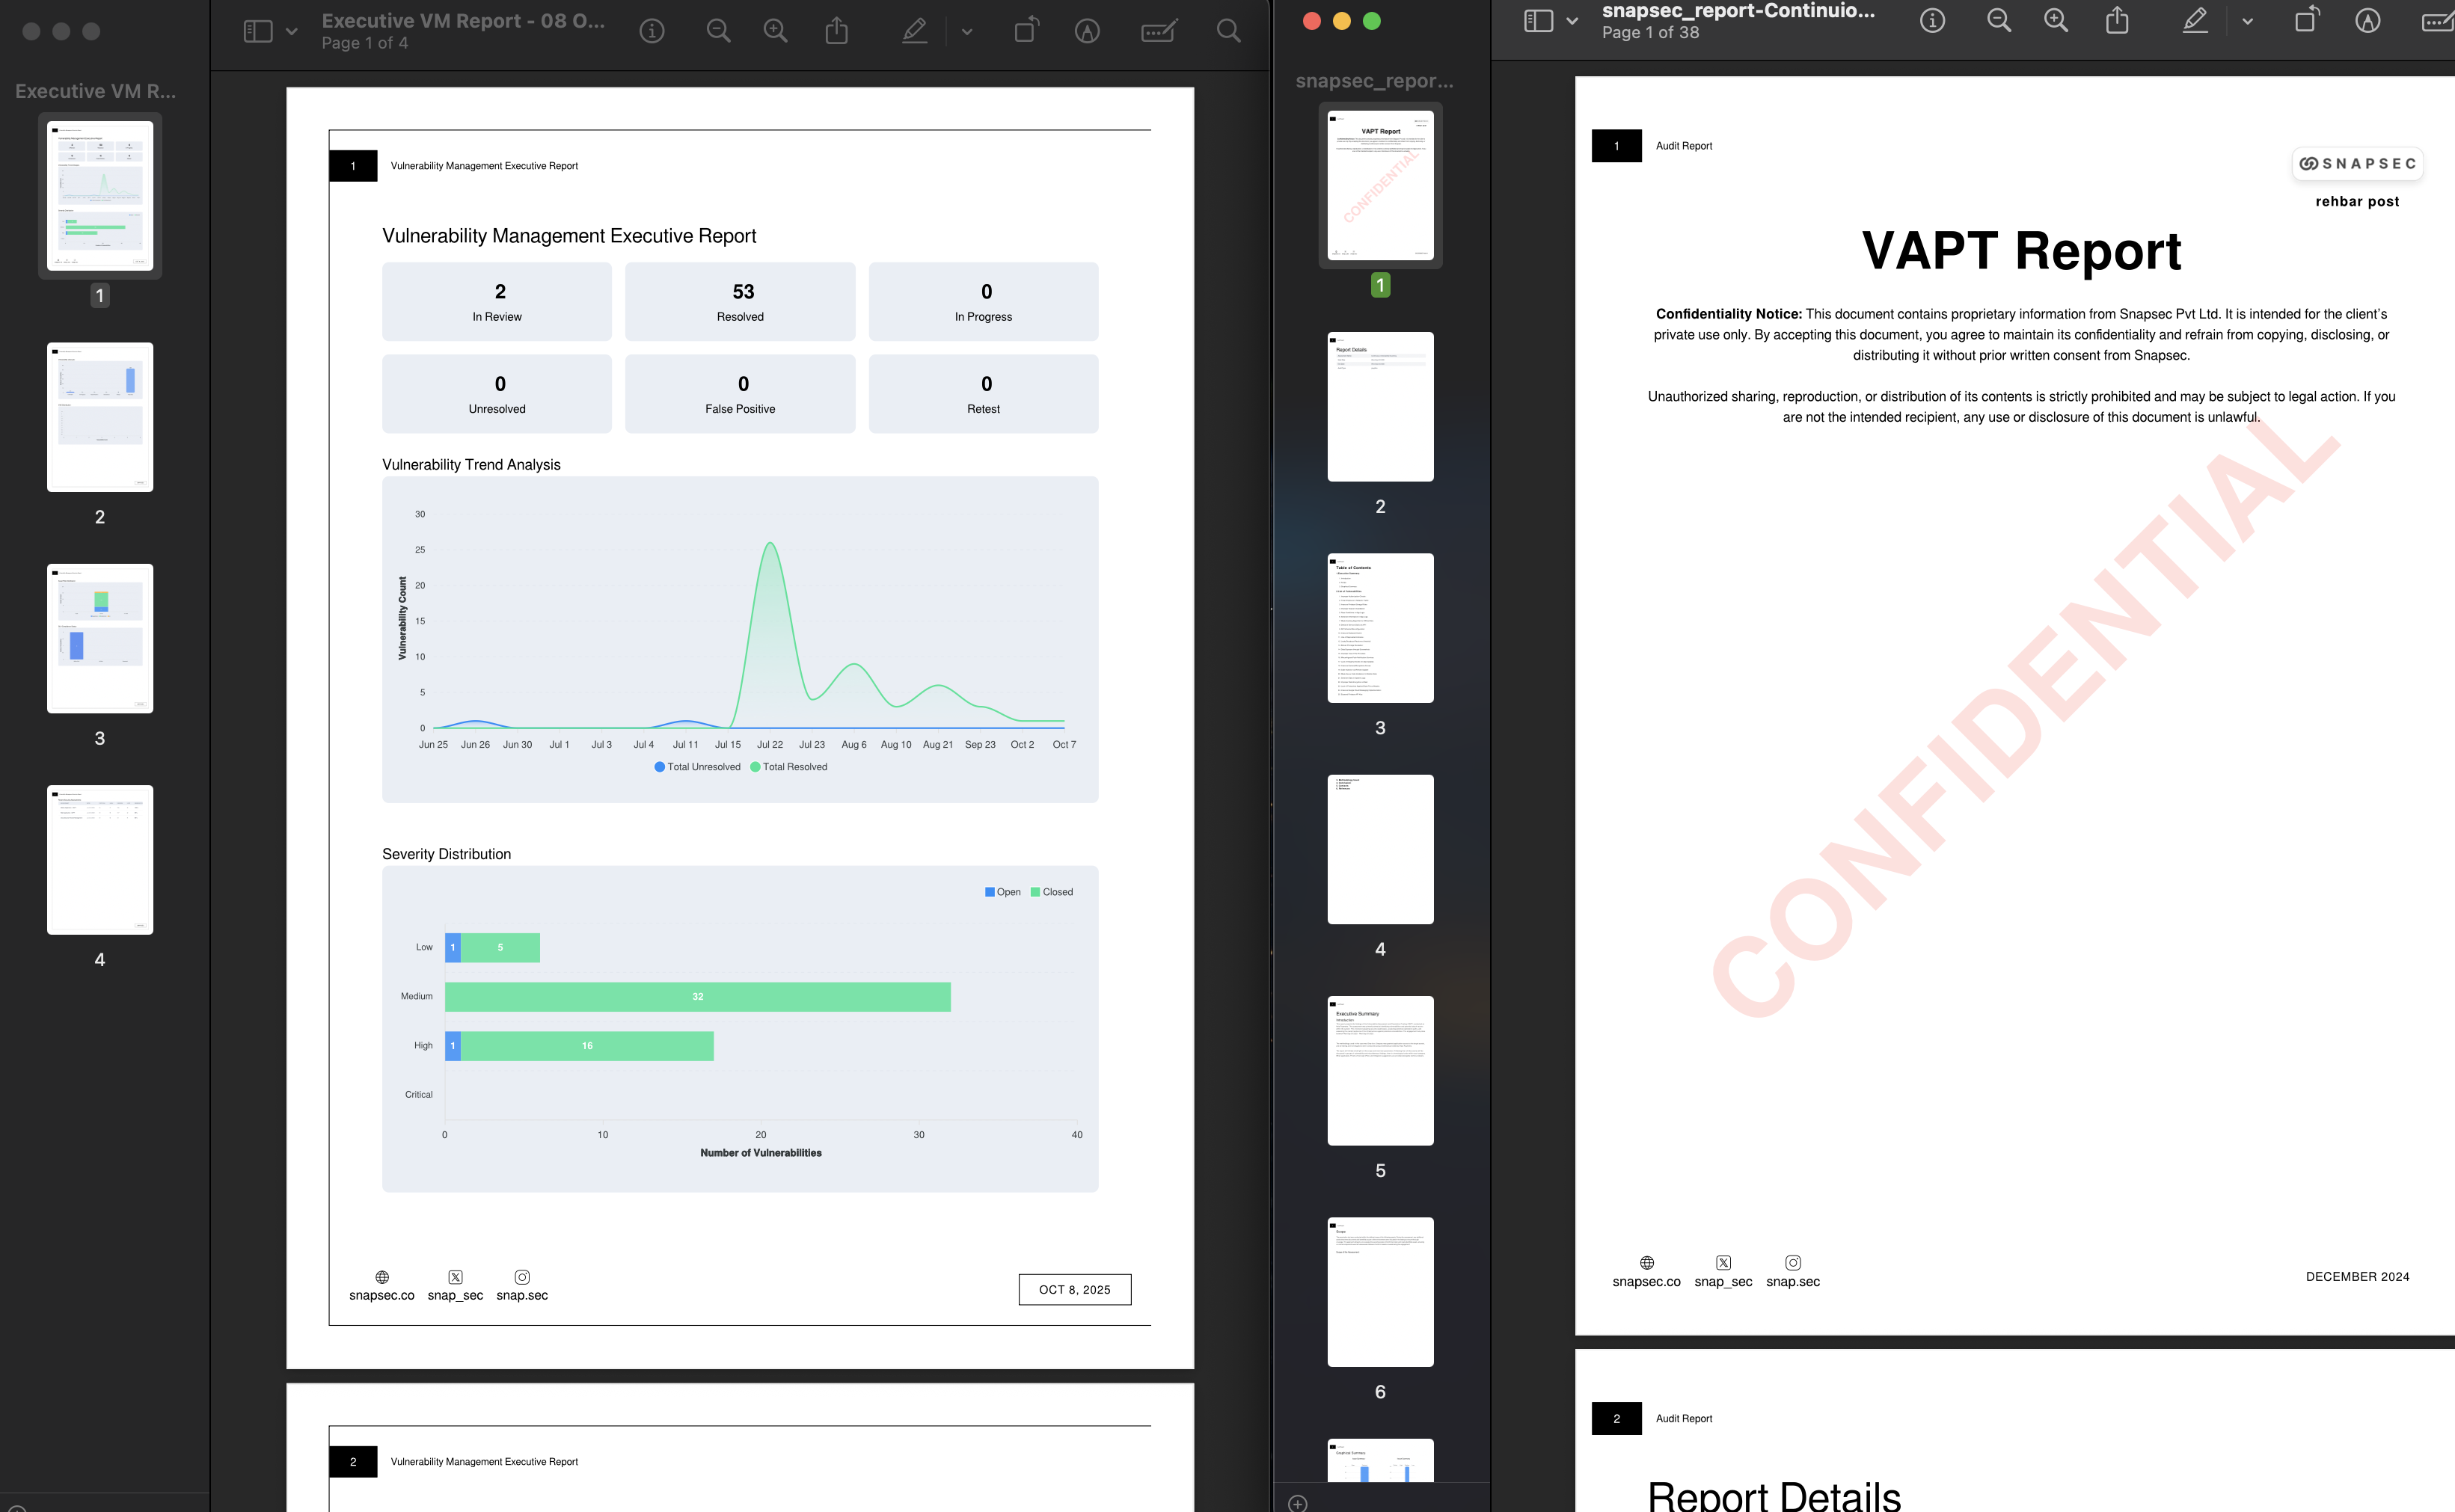 Executive VM Report - 08 O...
Page 1 of 4
Executive VM R...
1
2
3
4
1
Vulnerability Management Executive Report
Vulnerability Management Executive Report
2
In Review
53
Resolved
0
In Progress
0
Unresolved
0
False Positive
0
Retest
Vulnerability Trend Analysis
30
25
20
15
10
5
0
Vulnerability Count
Jun 25 Jun 26 Jun 30 Jul 1 Jul 3 Jul 4 Jul 11 Jul 15 Jul 22 Jul 23 Aug 6 Aug 10 Aug 21 Sep 23 Oct 2 Oct 7
Total Unresolved Total Resolved
Severity Distribution
Open Closed
Low 1 5
Medium 32
High 1 16
Critical
0 10 20 30 40
Number of Vulnerabilities
snapsec.co snap_sec snap.sec
OCT 8, 2025
2
Vulnerability Management Executive Report
snapsec_report-Continuio...
Page 1 of 38
snapsec_repor...
VAPT Report
CONFIDENTIAL
1
Report Details
2
Table of Contents
3
4
Executive Summary
5
6
1
Audit Report
SNAPSEC
rehbar post
VAPT Report
Confidentiality Notice: This document contains proprietary information from Snapsec Pvt Ltd. It is intended for the client's
private use only. By accepting this document, you agree to maintain its confidentiality and refrain from copying, disclosing, or
distributing it without prior written consent from Snapsec.
Unauthorized sharing, reproduction, or distribution of its contents is strictly prohibited and may be subject to legal action. If you
are not the intended recipient, any use or disclosure of this document is unlawful.
CONFIDENTIAL
snapsec.co snap_sec snap.sec
DECEMBER 2024
2
Audit Report
Report Details